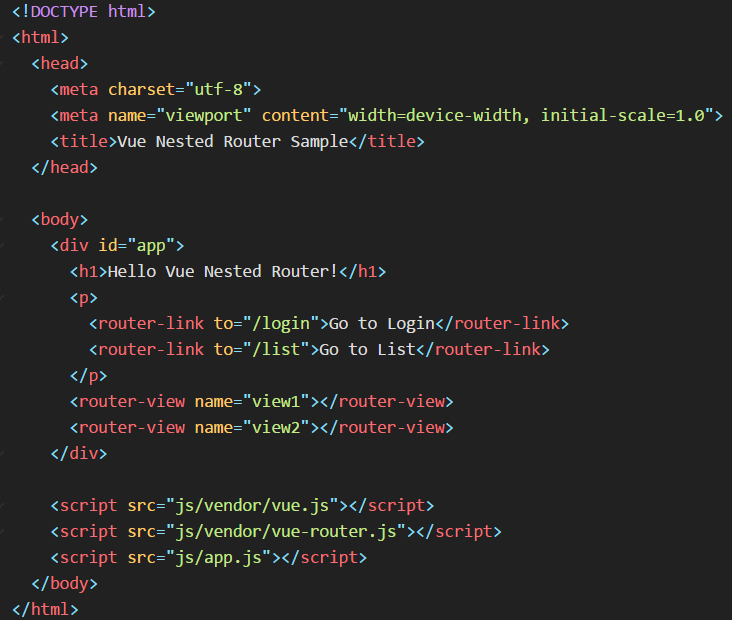 <!DOCTYPE html>
<html>
<head>
<meta charset="utf-8">
<meta name="viewport" content="width=device-width, initial-scale=1.0">
<title>Vue Nested Router Sample</title>
</head>
<body>
<div id="app">
<h1>Hello Vue Nested Router!</h1>
<p>
<router-link to="/login">Go to Login</router-link>
<router-link to="/list">Go to List</router-link>
</p>
<router-view name="view1"></router-view>
<router-view name="view2"></router-view>
</div>
<script src="js/vendor/vue.js"></script>
<script src="js/vendor/vue-router.js"></script>
<script src="js/app.js"></script>
</body>
</html>